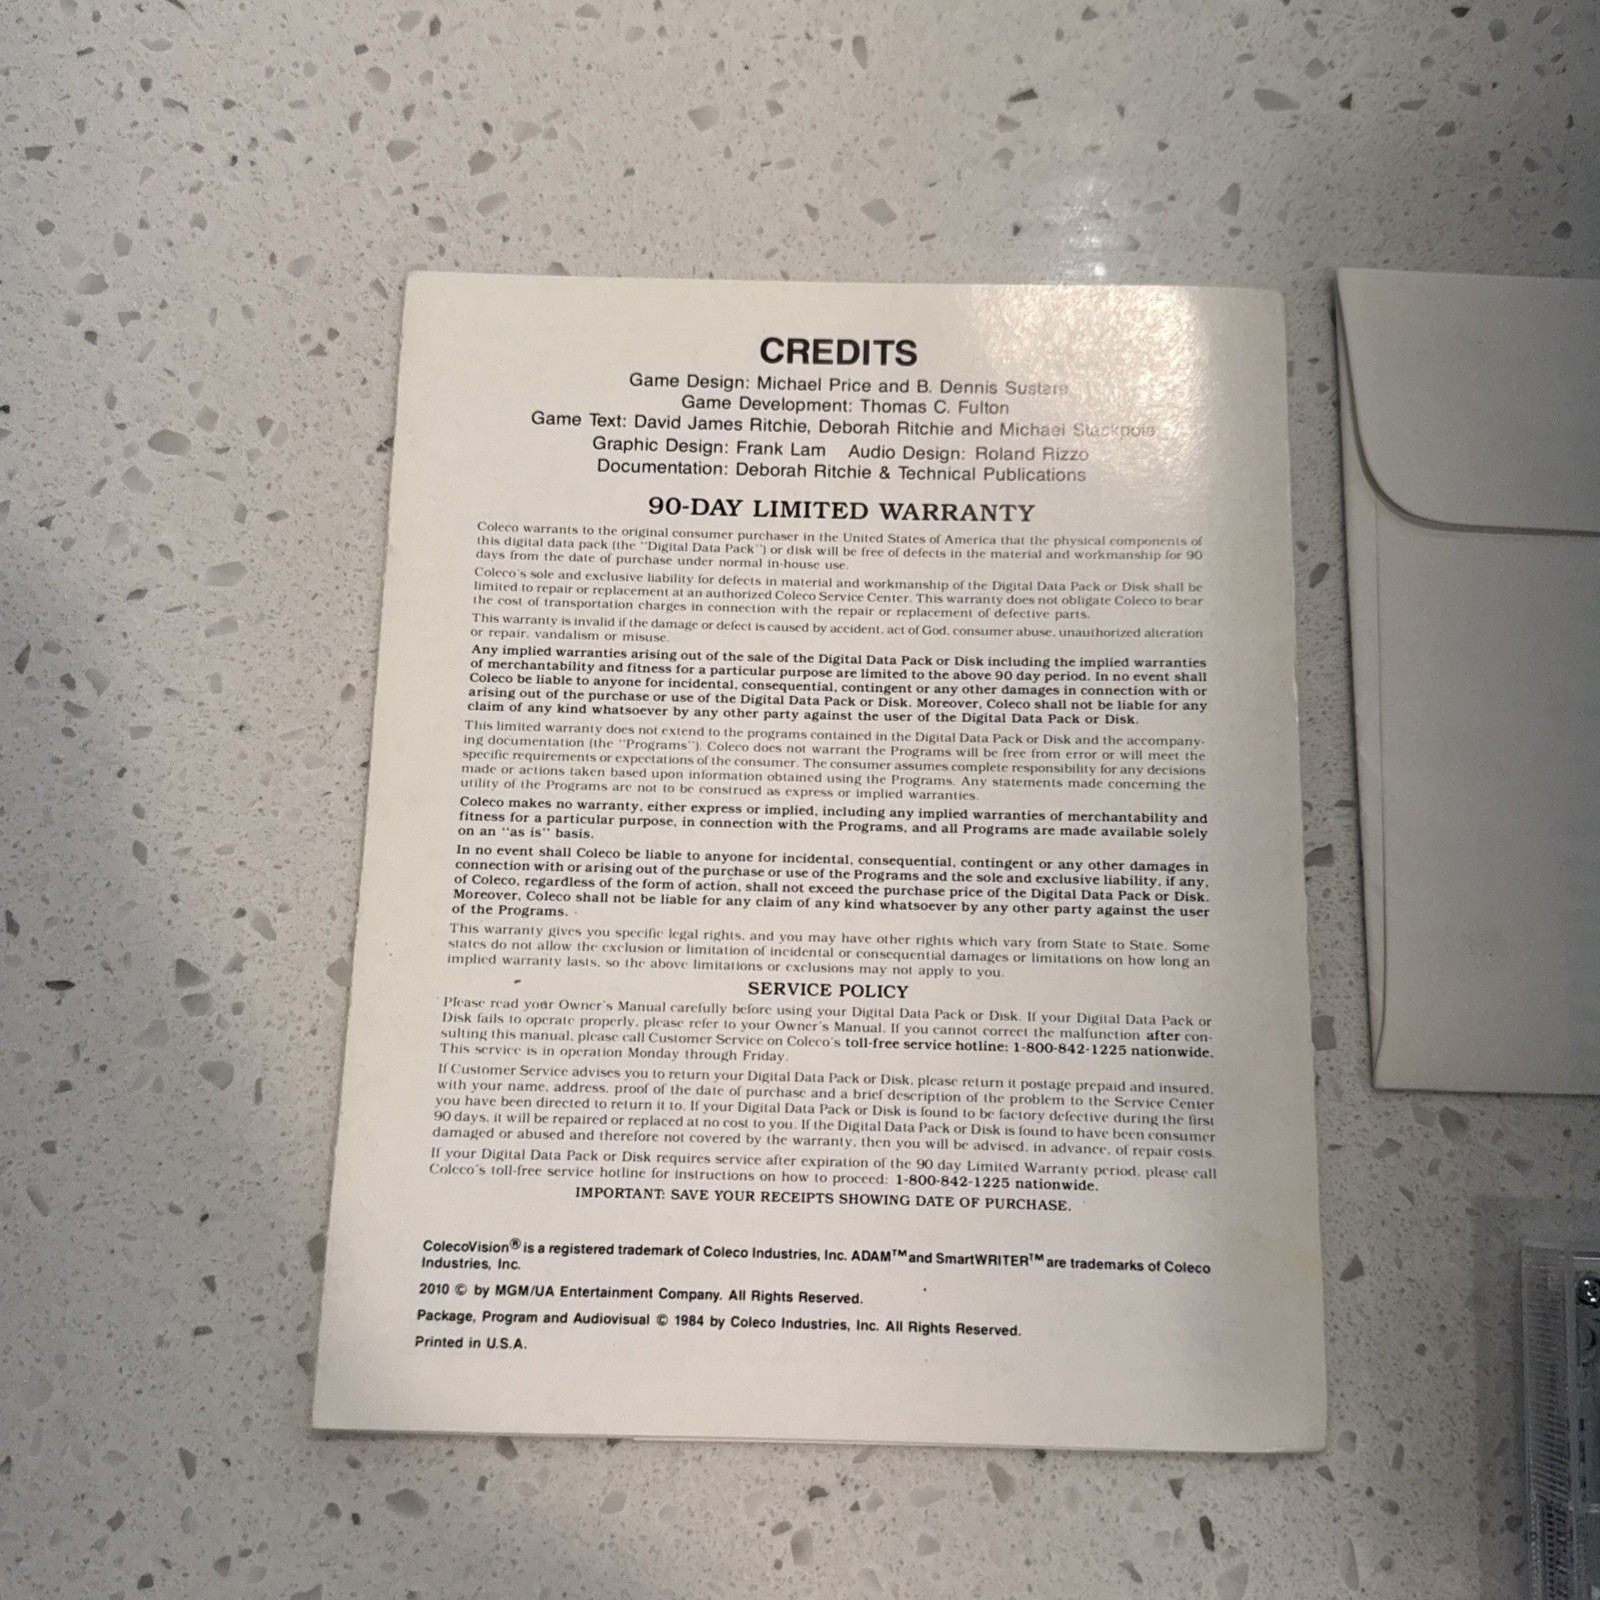 CREDITS
Game Design: Michael Price and B. Dennis Sustare
Game Development: Thomas C. Fulton
Game Text: David James Ritchie, Deborah Ritchie and Michael Stackpole
Graphic Design: Frank Lam Audio Design: Roland Rizzo
Documentation: Deborah Ritchie & Technical Publications
90-DAY LIMITED WARRANTY
Coleco warrants to the original consumer purchaser in the United States of America that the physical components of
this digital data pack (the "Digital Data Pack") or disk will be free of defects in the material and workmanship for 90
days from the date of purchase under normal in-house use.
Coleco's sole and exclusive liability for defects in material and workmanship of the Digital Data Pack or Disk shall be
limited to repair or replacement at an authorized Coleco Service Center. This warranty does not obligate Coleco to bear
the cost of transportation charges in connection with the repair or replacement of defective parts.
This warranty is invalid if the damage or defect is caused by accident, act of God, consumer abuse, unauthorized alteration
or repair, vandalism or misuse.
Any implied warranties arising out of the sale of the Digital Data Pack or Disk including the implied warranties
of merchantability and fitness for a particular purpose are limited to the above 90 day period. In no event shall
Coleco be liable to anyone for incidental, consequential, contingent or any other damages in connection with or
arising out of the purchase or use of the Digital Data Pack or Disk. Moreover, Coleco shall not be liable for any
claim of any kind whatsoever by any other party against the user of the Digital Data Pack or Disk.
This limited warranty does not extend to the programs contained in the Digital Data Pack or Disk and the accompany-
ing documentation (the "Programs"). Coleco does not warrant the Programs will be free from error or will meet the
specific requirements or expectations of the consumer. The consumer assumes complete responsibility for any decisions
made or actions taken based upon information obtained using the Programs. Any statements made concerning the
utility of the Programs are not to be construed as express or implied warranties.
Coleco makes no warranty, either express or implied, including any implied warranties of merchantability and
fitness for a particular purpose, in connection with the Programs, and all Programs are made available solely
on an "as is" basis.
In no event shall Coleco be liable to anyone for incidental, consequential, contingent or any other damages in
connection with or arising out of the purchase or use of the Programs and the sole and exclusive liability, if any,
of Coleco, regardless of the form of action, shall not exceed the purchase price of the Digital Data Pack or Disk.
Moreover, Coleco shall not be liable for any claim of any kind whatsoever by any other party against the user
of the Programs.
This warranty gives you specific legal rights, and you may have other rights which vary from State to State. Some
states do not allow the exclusion or limitation of incidental or consequential damages or limitations on how long an
implied warranty lasts, so the above limitations or exclusions may not apply to you.
SERVICE POLICY
Please read your Owner's Manual carefully before using your Digital Data Pack or Disk. If your Digital Data Pack or
Disk fails to operate properly, please refer to your Owner's Manual. If you cannot correct the malfunction after con-
sulting this manual, please call Customer Service on Coleco's toll-free service hotline: 1-800-842-1225 nationwide.
This service is in operation Monday through Friday.
If Customer Service advises you to return your Digital Data Pack or Disk, please return it postage prepaid and insured,
with your name, address, proof of the date of purchase and a brief description of the problem to the Service Center
you have been directed to return it to. If your Digital Data Pack or Disk is found to be factory defective during the first
90 days, it will be repaired or replaced at no cost to you. If the Digital Data Pack or Disk is found to have been consumer
damaged or abused and therefore not covered by the warranty, then you will be advised, in advance, of repair costs.
If your Digital Data Pack or Disk requires service after expiration of the 90 day Limited Warranty period, please call
Coleco's toll-free service hotline for instructions on how to proceed: 1-800-842-1225 nationwide.
IMPORTANT: SAVE YOUR RECEIPTS SHOWING DATE OF PURCHASE.
ColecoVision® is a registered trademark of Coleco Industries, Inc. ADAM™ and SmartWRITER™ are trademarks of Coleco
Industries, Inc.
2010 © by MGM/UA Entertainment Company. All Rights Reserved.
Package, Program and Audiovisual © 1984 by Coleco Industries, Inc. All Rights Reserved.
Printed in U.S.A.